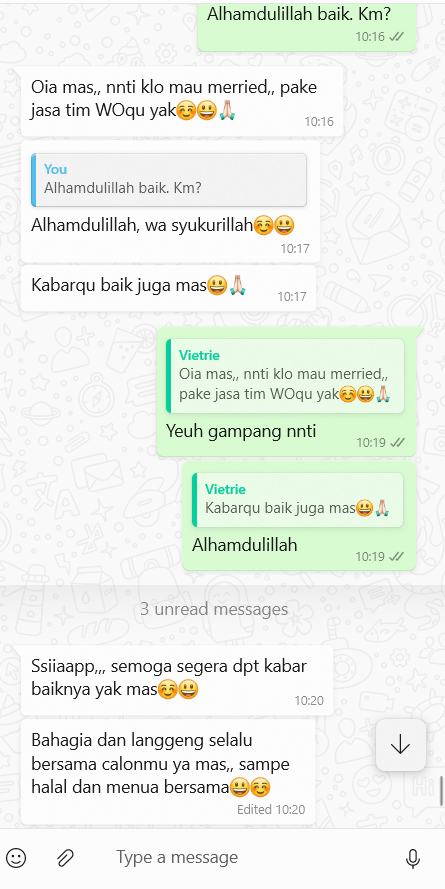 Alhamdulillah baik. Km?
10:16
Oia mas,, nnti klo mau merried,, pake
jasa tim WOqu yak☺️😃🙏🏻
10:16
You
Alhamdulillah baik. Km?
Alhamdulillah, wa syukurillah☺️😃
10:17
Kabarqu baik juga mas😃🙏🏻
10:17
Vietrie
Oia mas,, nnti klo mau merried,,
pake jasa tim WOqu yak☺️😃🙏🏻
Yeuh gampang nnti
10:19
Vietrie
Kabarqu baik juga mas😃🙏🏻
Alhamdulillah
10:19
3 unread messages
Ssiiaapp,,, semoga segera dpt kabar
baiknya yak mas☺️😃
10:20
Bahagia dan langgeng selalu
bersama calonmu ya mas,, sampe
halal dan menua bersama😃☺️
Edited 10:20
Type a message